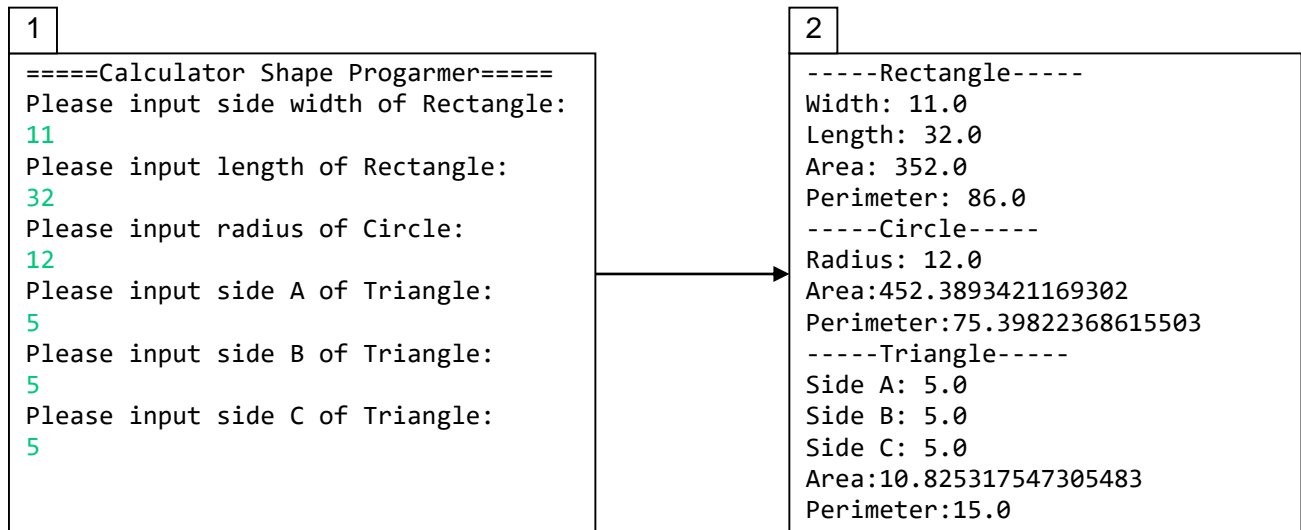 1
=====Calculator Shape Progarmer=====
Please input side width of Rectangle:
11
Please input length of Rectangle:
32
Please input radius of Circle:
12
Please input side A of Triangle:
5
Please input side B of Triangle:
5
Please input side C of Triangle:
5
2
-----Rectangle-----
Width: 11.0
Length: 32.0
Area: 352.0
Perimeter: 86.0
-----Circle-----
Radius: 12.0
Area:452.3893421169302
Perimeter:75.39822368615503
-----Triangle-----
Side A: 5.0
Side B: 5.0
Side C: 5.0
Area:10.825317547305483
Perimeter:15.0